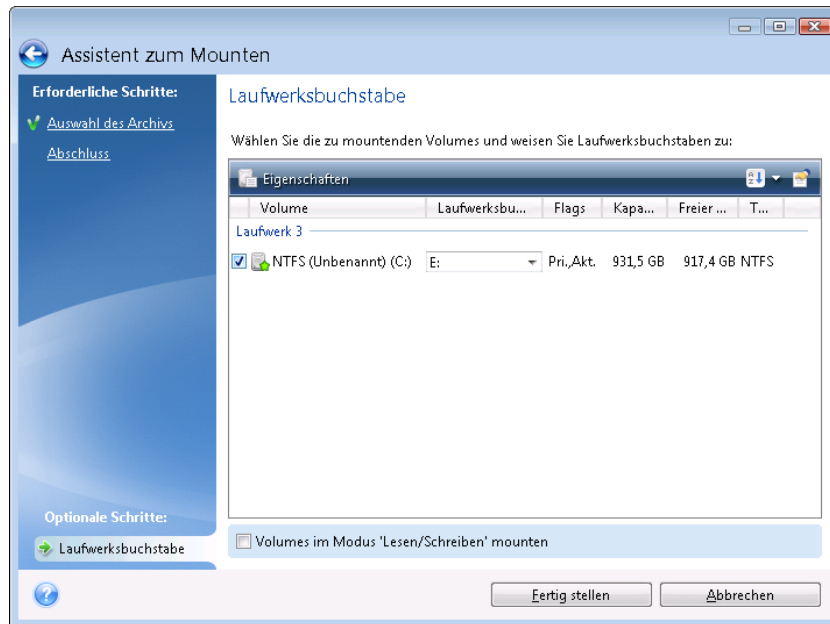 Assistent zum Mounten
Erforderliche Schritte:
Auswahl des Archivs
Abschluss
Laufwerksbuchstabe
Wählen Sie die zu mountenden Volumes und weisen Sie Laufwerksbuchstaben zu:
Eigenschaften
Volume Laufwerksbu... Flags Kapa... Freier ... T...
Laufwerk 3
NTFS (Unbenannt) (C:) E: Pri.,Akt. 931,5 GB 917,4 GB NTFS
Optionale Schritte:
Laufwerksbuchstabe
Volumes im Modus 'Lesen/Schreiben' mounten
Fertig stellen Abbrechen